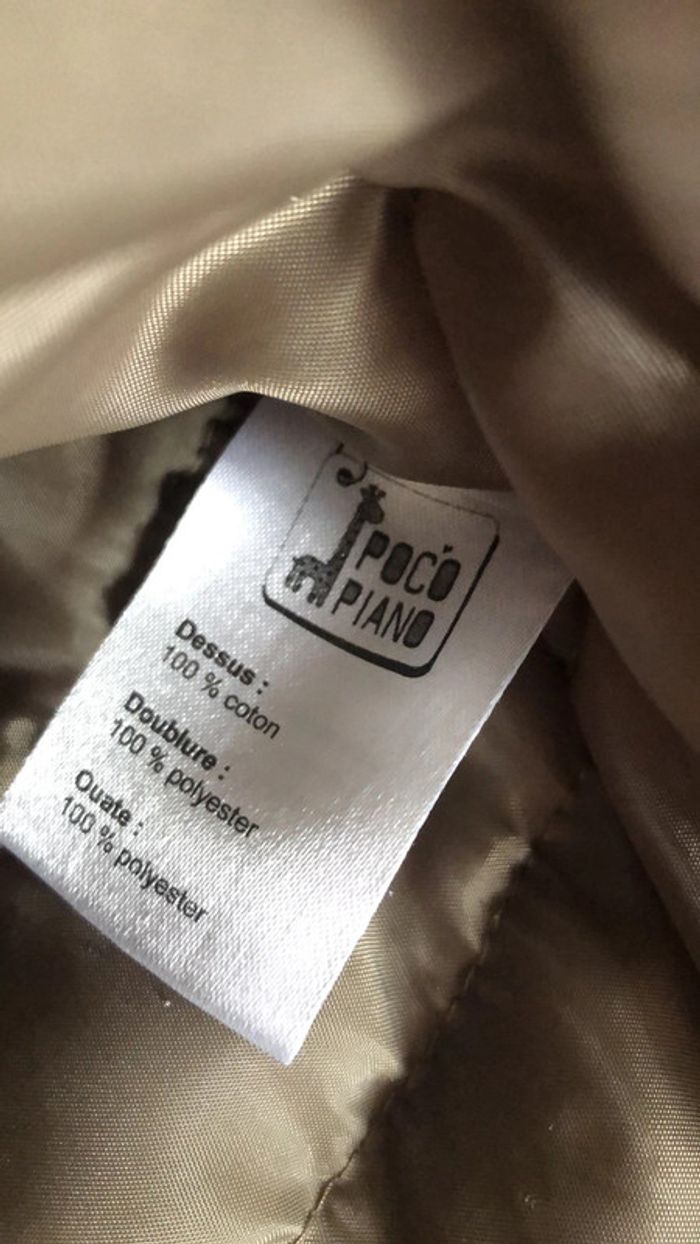 POCO
PIANO
Dessus :
100 % coton
Doublure :
100 % polyester
Ouate :
100 % polyester